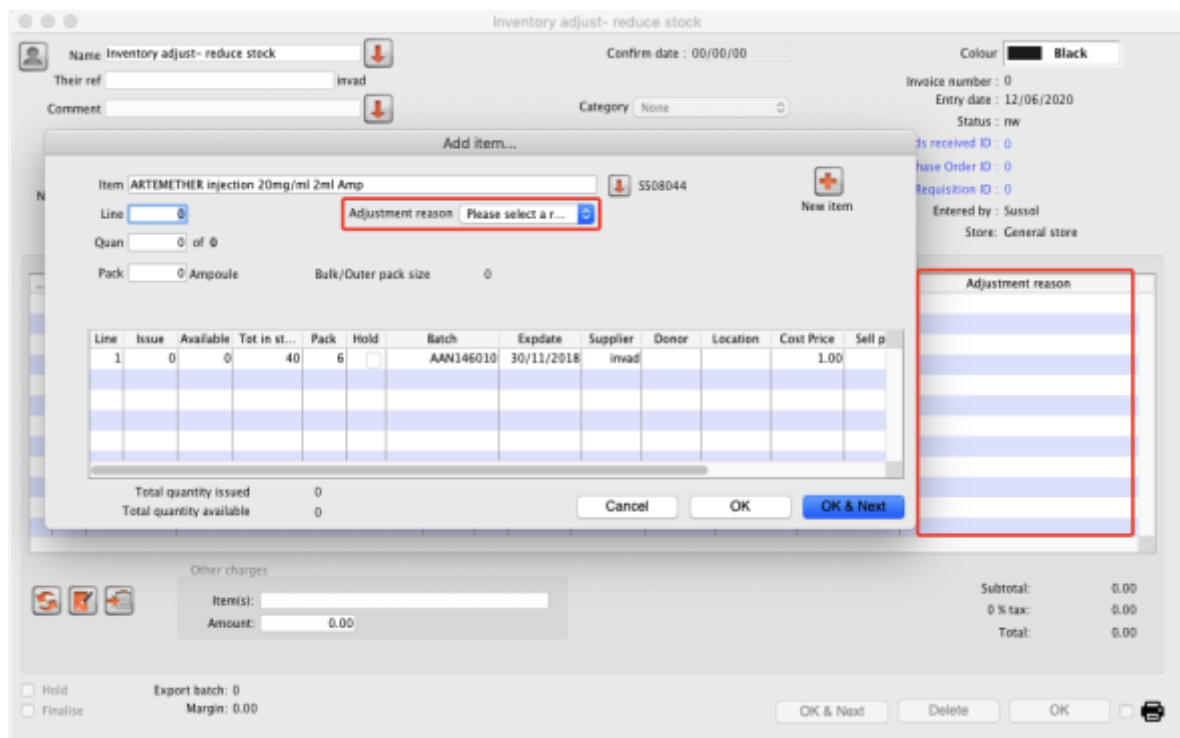 Inventory adjust- reduce stock
Name Inventory adjust- reduce stock
Confirm date : 00/00/00
Colour Black
Their ref invad
Invoice number : 0
Comment
Category None
Entry date : 12/06/2020
Status : nw
ds received ID : 0
hase Order ID : 0
Requisition ID : 0
Entered by : Sussol
Store: General store
N
Add item...
Item ARTEMETHER injection 20mg/ml 2ml Amp
SS08044
New item
Line 0
Adjustment reason Please select a r...
Quan 0 of 0
Pack 0 Ampoule Bulk/Outer pack size 0
Line Issue Available Tot in st... Pack Hold Batch Expdate Supplier Donor Location Cost Price Sell p
1 0 0 40 6 AAN146010 30/11/2018 invad 1.00
Total quantity issued 0
Total quantity available 0
Cancel OK OK & Next
...
Adjustment reason
Other charges
Item(s):
Amount: 0.00
Subtotal: 0.00
0 % tax: 0.00
Total: 0.00
Hold
Finalise
Export batch: 0
Margin: 0.00
OK & Next Delete OK